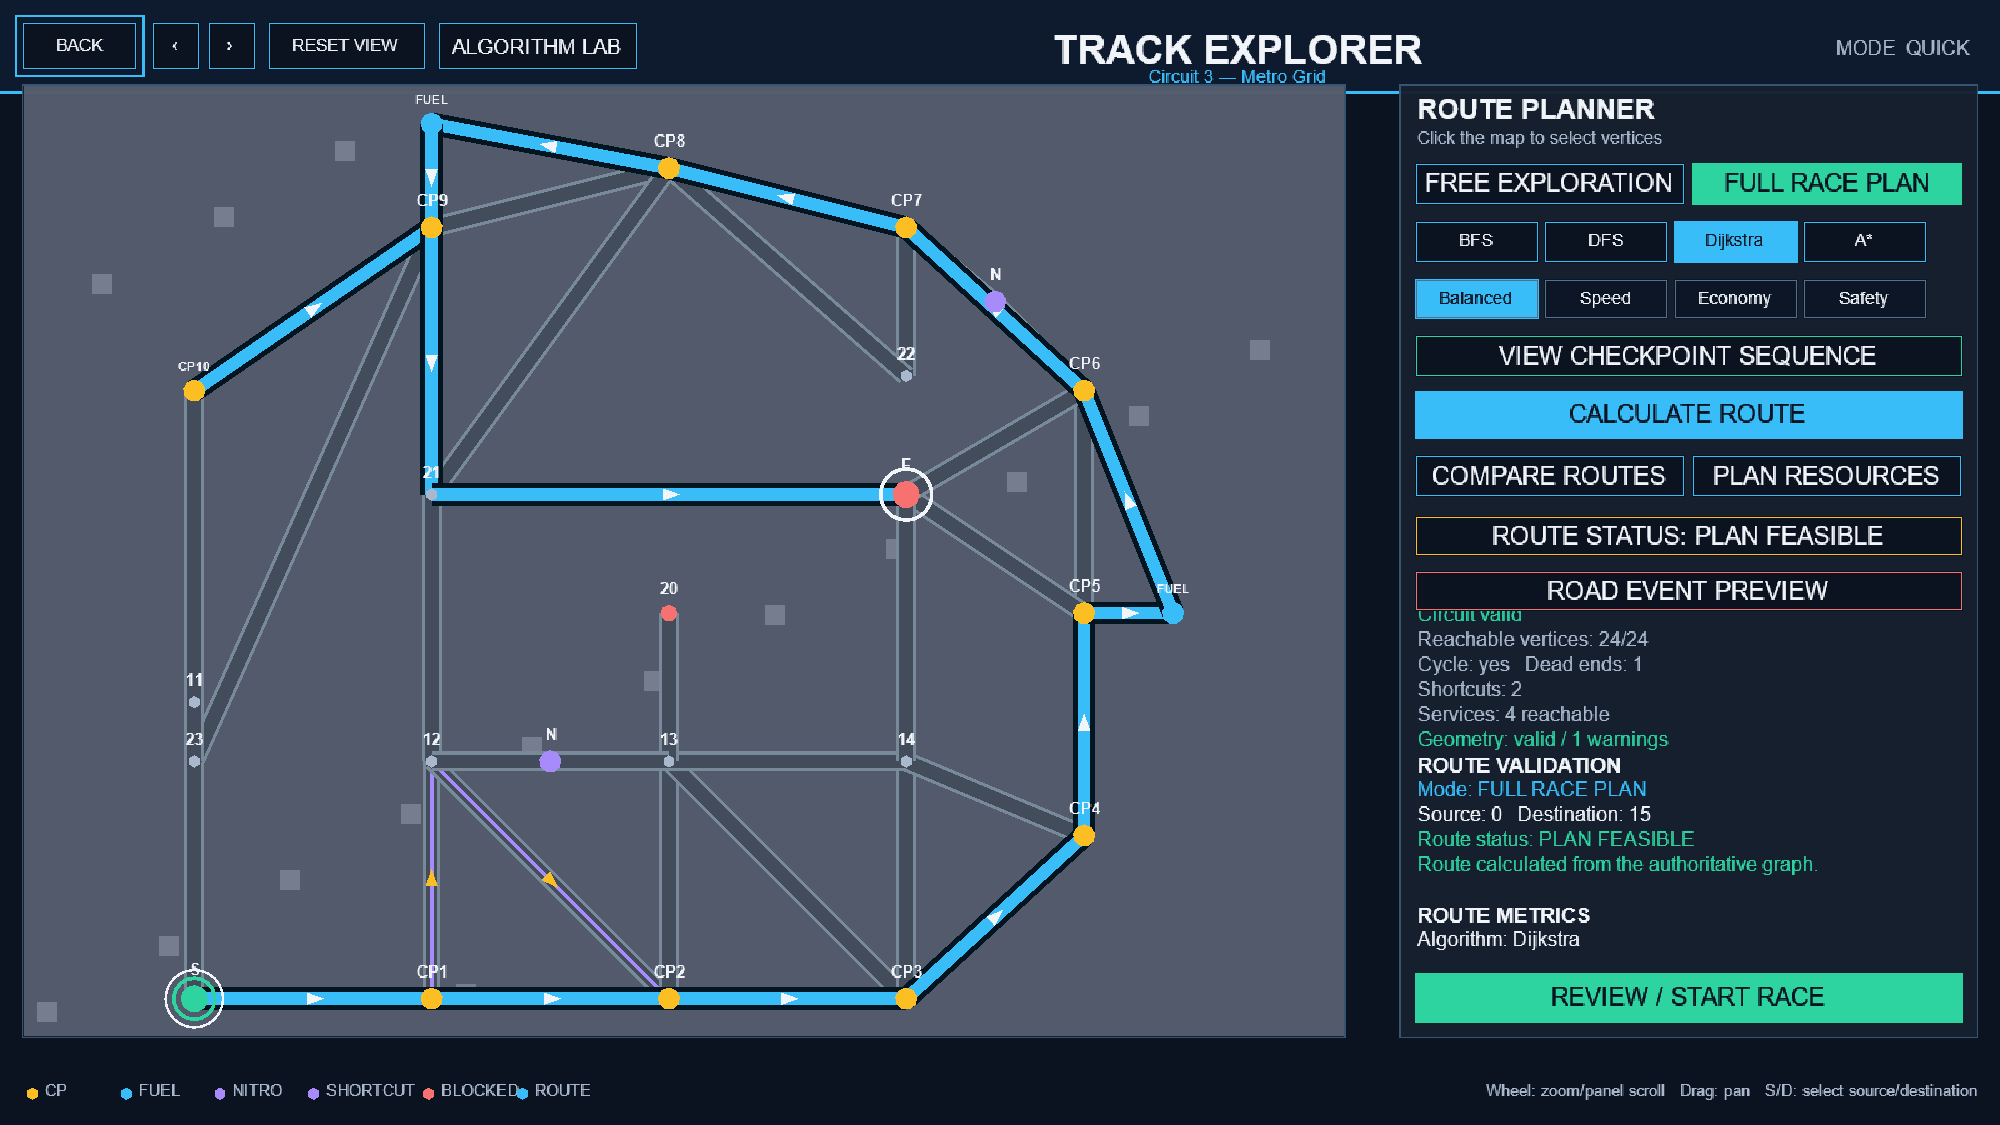 BACK
‹
›
RESET VIEW
ALGORITHM LAB
TRACK EXPLORER
Circuit 3 — Metro Grid
MODE QUICK
FUEL
CP8
CP9
CP7
N
22
CP6
CP10
21
F
20
CP5
FUEL
11
23
12
N
13
14
CP4
S
CP1
CP2
CP3
ROUTE PLANNER
Click the map to select vertices
FREE EXPLORATION
FULL RACE PLAN
BFS
DFS
Dijkstra
A*
Balanced
Speed
Economy
Safety
VIEW CHECKPOINT SEQUENCE
CALCULATE ROUTE
COMPARE ROUTES
PLAN RESOURCES
ROUTE STATUS: PLAN FEASIBLE
ROAD EVENT PREVIEW
Circuit valid
Reachable vertices: 24/24
Cycle: yes Dead ends: 1
Shortcuts: 2
Services: 4 reachable
Geometry: valid / 1 warnings
ROUTE VALIDATION
Mode: FULL RACE PLAN
Source: 0 Destination: 15
Route status: PLAN FEASIBLE
Route calculated from the authoritative graph.
ROUTE METRICS
Algorithm: Dijkstra
REVIEW / START RACE
CP
FUEL
NITRO
SHORTCUT
BLOCKED
ROUTE
Wheel: zoom/panel scroll Drag: pan S/D: select source/destination